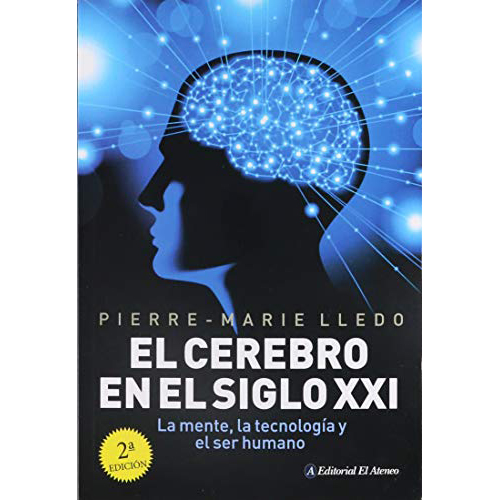 PIERRE-MARIE LLEDO
EL CEREBRO
EN EL SIGLO XXI
La mente, la tecnología y
el ser humano
2ª
EDICIÓN
A Editorial El Ateneo